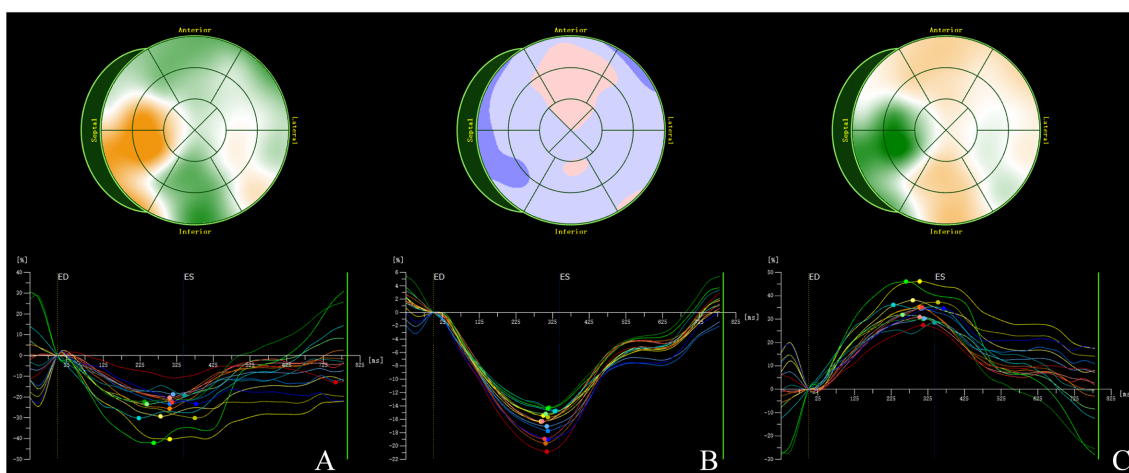 Anterior
Septal
Lateral
Inferior
Anterior
Septal
Lateral
Inferior
Anterior
Septal
Lateral
Inferior
[%]
ED
ES
40
30
20
10
0
-10
-20
-30
-40
-50
25
125
225
325
425
525
625
725
825
[ms]
A
[%]
ED
ES
6
4
2
0
-2
-4
-6
-8
-10
-12
-14
-16
-18
-20
-22
25
125
225
325
425
525
625
725
825
[ms]
B
[%]
ED
ES
50
40
30
20
10
0
-10
-20
-30
25
125
225
325
425
525
625
725
825
[ms]
C